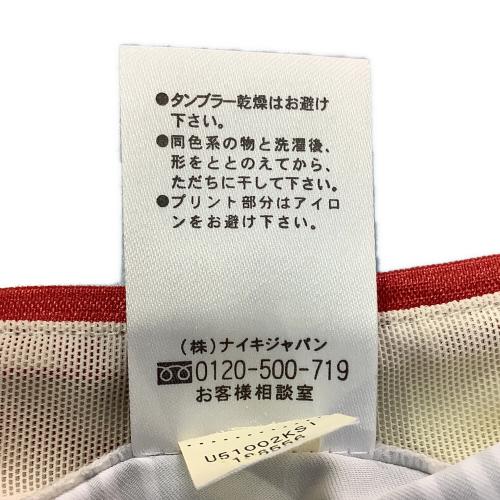 ●タンブラー乾燥はお避け
下さい。
●同色系の物と洗濯後、
形をととのえてから、
ただちに干して下さい。
●プリント部分はアイロ
ンをお避け下さい。
(株)ナイキジャパン
0120-500-719
お客様相談室
U51002KSI